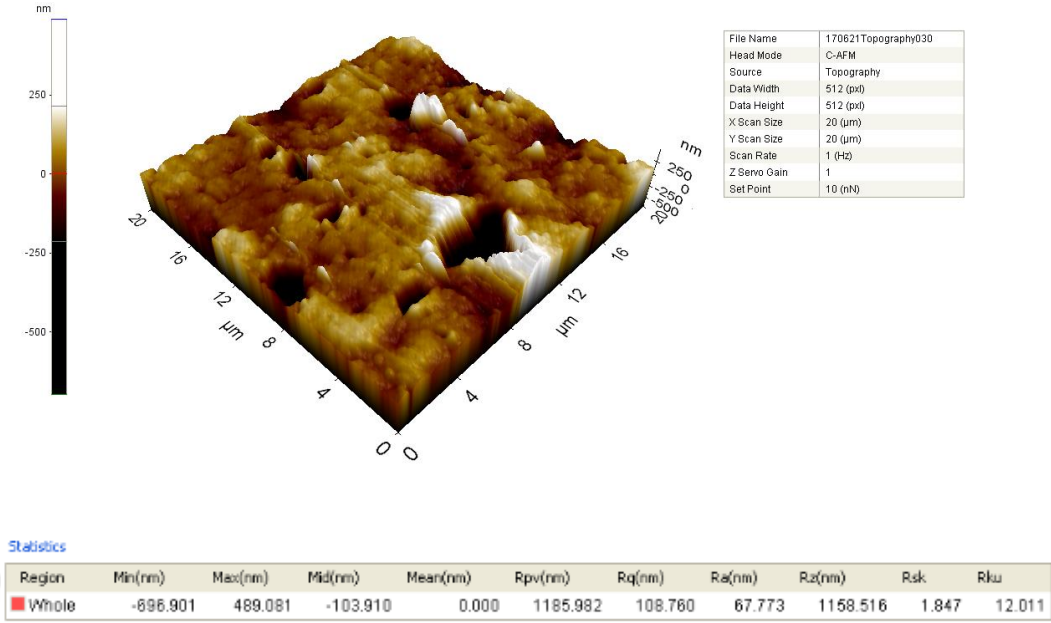 nm
250
0
-250
-500
nm
250
0
-250
-500
20
16
12
8
4
0
µm
0
4
8
12
16
20
µm
File Name 170621Topography030
Head Mode C-AFM
Source Topography
Data Width 512 (pxl)
Data Height 512 (pxl)
X Scan Size 20 (µm)
Y Scan Size 20 (µm)
Scan Rate 1 (Hz)
Z Servo Gain 1
Set Point 10 (nN)
Statistics
Region Min(nm) Max(nm) Mid(nm) Mean(nm) Rpv(nm) Rq(nm) Ra(nm) Rz(nm) Rsk Rku
Whole -696.901 489.081 -103.910 0.000 1185.982 108.760 67.773 1158.516 1.847 12.011